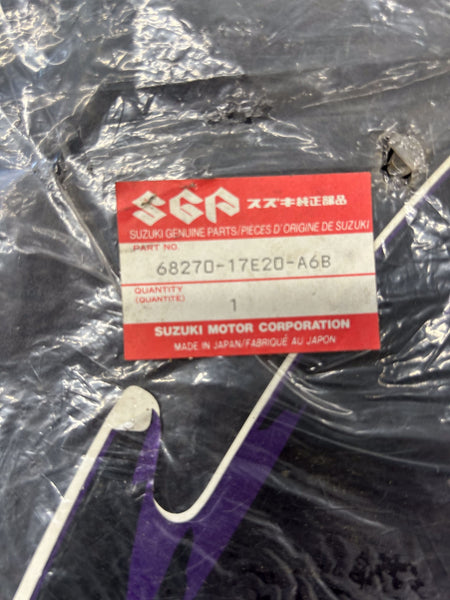 SGP スズキ純正部品
SUZUKI GENUINE PARTS/PIÈCES D'ORIGINE DE SUZUKI
PART NO.
68270-17E20-A6B
QUANTITY
(QUANTITÉ)
1
SUZUKI MOTOR CORPORATION
MADE IN JAPAN/FABRIQUÉ AU JAPON